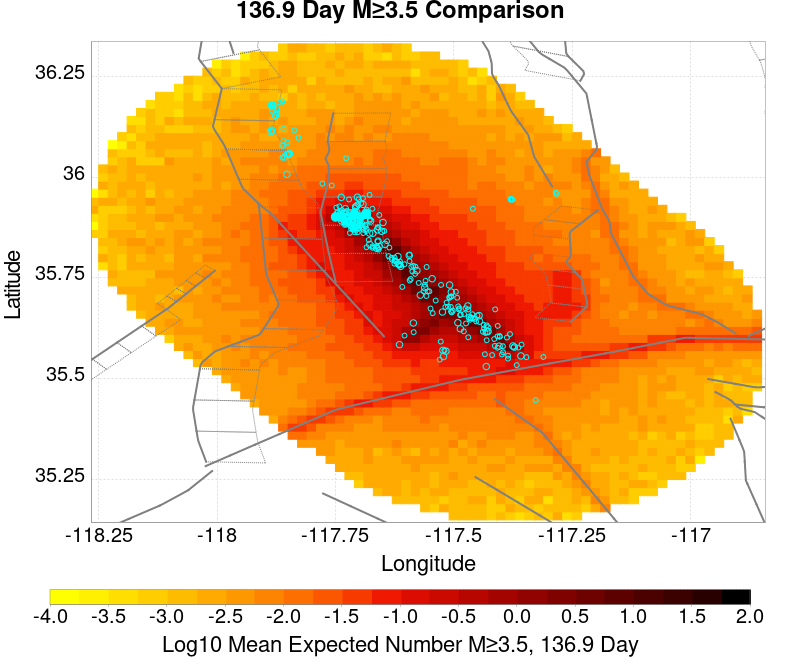 136.9 Day M≥3.5 Comparison
36.25
36
35.75
35.5
35.25
Latitude
-118.25 -118 -117.75 -117.5 -117.25 -117
Longitude
-4.0 -3.5 -3.0 -2.5 -2.0 -1.5 -1.0 -0.5 0.0 0.5 1.0 1.5 2.0
Log10 Mean Expected Number M≥3.5, 136.9 Day